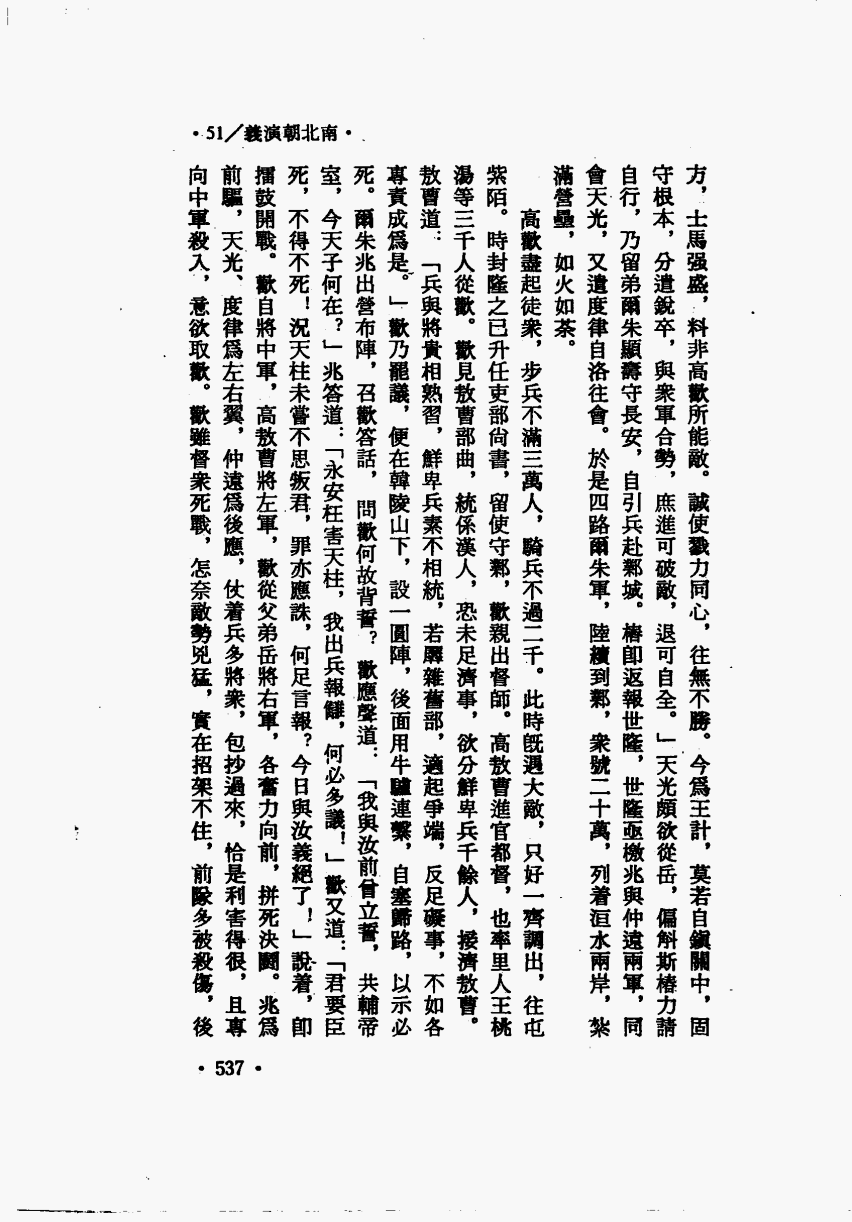 ·南北朝演義／51·
方，士馬强盛，料非高歡所能敵。誠使戮力同心，往無不勝。今爲王計，莫若自鎭關中，固
守根本，分遣銳卒，與衆軍合勢，庶進可破敵，退可自全。」天光頗欲從岳，偏斛斯椿力請
自行，乃留弟爾朱顯壽守長安，自引兵赴鄴城。椿卽返報世隆，世隆亟檄兆與仲遠兩軍，同
會天光，又遣度律自洛往會。於是四路爾朱軍，陸續到鄴，衆號二十萬，列着洹水兩岸，紮
滿營壘，如火如荼。
高歡盡起徒衆，步兵不滿三萬人，騎兵不過二千。此時旣遇大敵，只好一齊調出，往屯
紫陌。時封隆之已升任吏部尙書，留使守鄴，歡親出督師。高敖曹進官都督，也率里人王桃
湯等三千人從歡。歡見敖曹部曲，統係漢人，恐未足濟事，欲分鮮卑兵千餘人，接濟敖曹。
敖曹道：「兵與將貴相熟習，鮮卑兵素不相統，若羼雜舊部，適起爭端，反足礙事，不如各
專責成爲是。」歡乃罷議，便在韓陵山下，設一圓陣，後面用牛驢連繫，自塞歸路，以示必
死。爾朱兆出營布陣，召歡答話，問歡何故背誓？歡應聲道：「我與汝前曾立誓，共輔帝
室，今天子何在？」兆答道：「永安枉害天柱，我出兵報讎，何必多議！」歡又道：「君要臣
死，不得不死！況天柱未嘗不思叛君，罪亦應誅，何足言報？今日與汝義絕了！」說着，卽
擂鼓開戰。歡自將中軍，高敖曹將左軍，歡從父弟岳將右軍，各奮力向前，拼死決鬬。兆爲
前驅，天光、度律爲左右翼，仲遠爲後應，仗着兵多將衆，包抄過來，恰是利害得很，且專
向中軍殺入，意欲取歡。歡雖督衆死戰，怎奈敵勢兇猛，實在招架不住，前隊多被殺傷，後
·537·